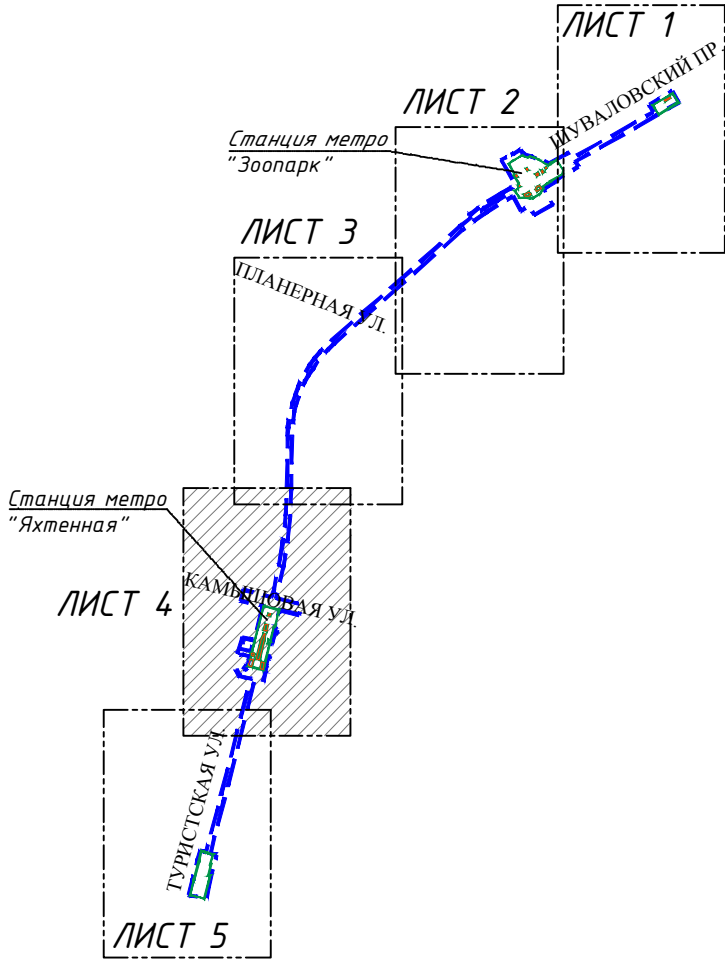 ЛИСТ 1
ШУВАЛОВСКИЙ ПР.
ЛИСТ 2
Станция метро
"Зоопарк"
ЛИСТ 3
ПЛАНЕРНАЯ УЛ.
Станция метро
"Яхтенная"
КАМЫШОВАЯ УЛ.
ЛИСТ 4
ТУРИСТСКАЯ УЛ.
ЛИСТ 5